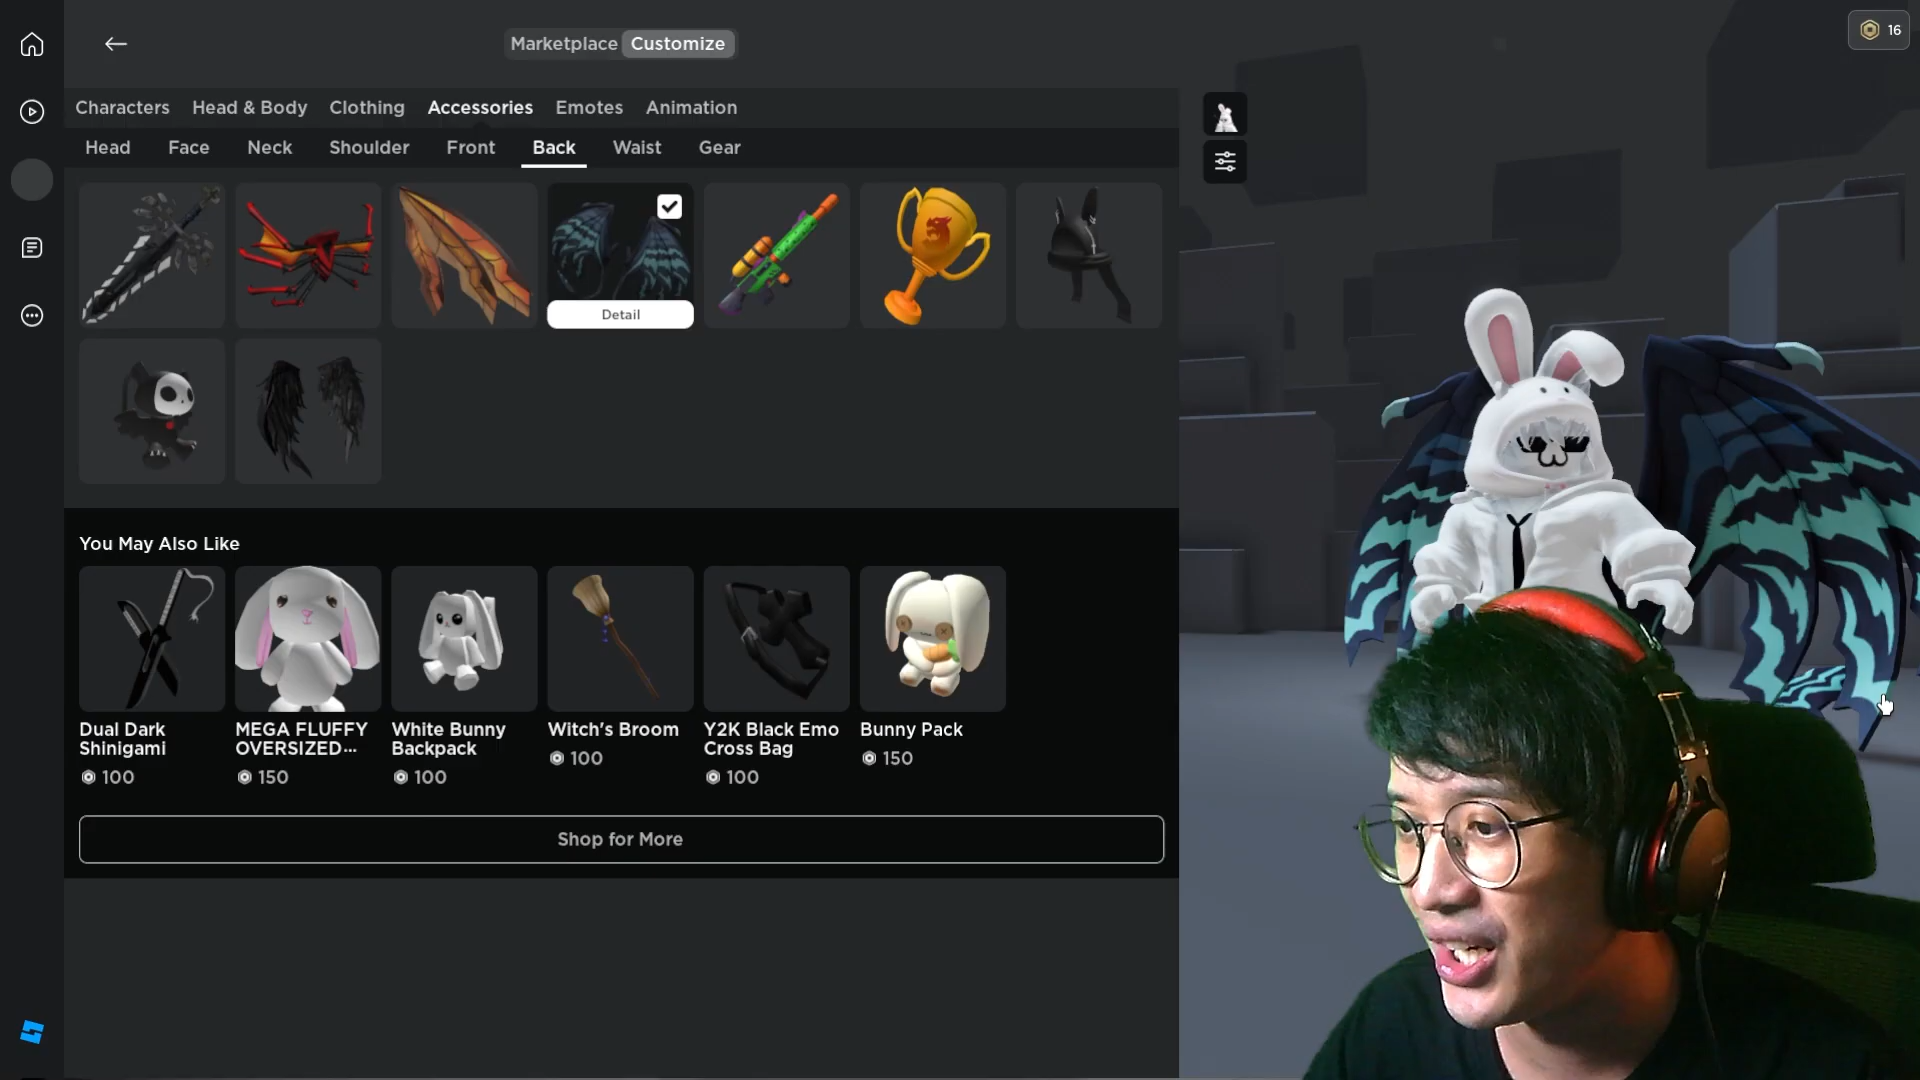 Marketplace Customize
16
Characters Head & Body Clothing Accessories Emotes Animation
Head Face Neck Shoulder Front Back Waist Gear
Detail
You May Also Like
Dual Dark
Shinigami
100
MEGA FLUFFY
OVERSIZED...
150
White Bunny
Backpack
100
Witch's Broom
100
Y2K Black Emo
Cross Bag
100
Bunny Pack
150
Shop for More